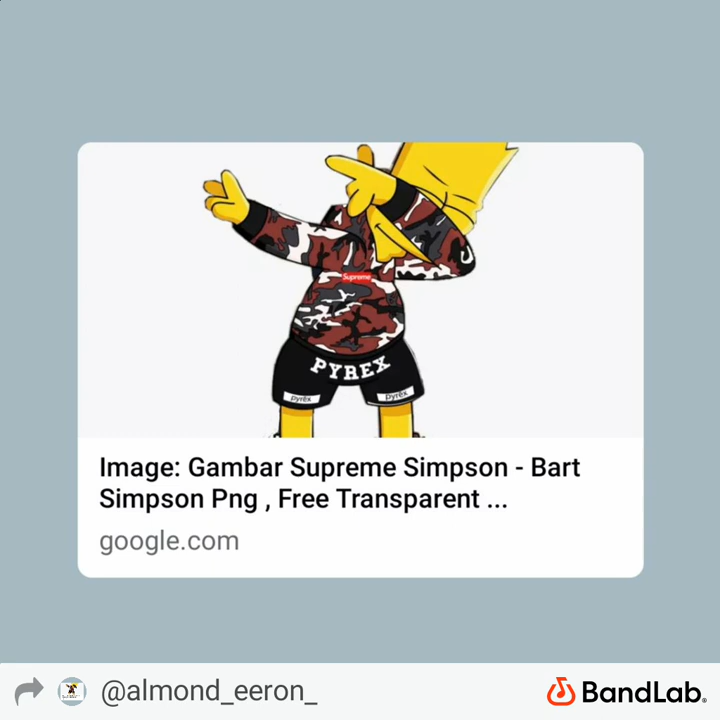 Supreme
PYREX
pyrex
pyrex
Image: Gambar Supreme Simpson - Bart
Simpson Png , Free Transparent ...
google.com
@almond_eeron_
BandLab.